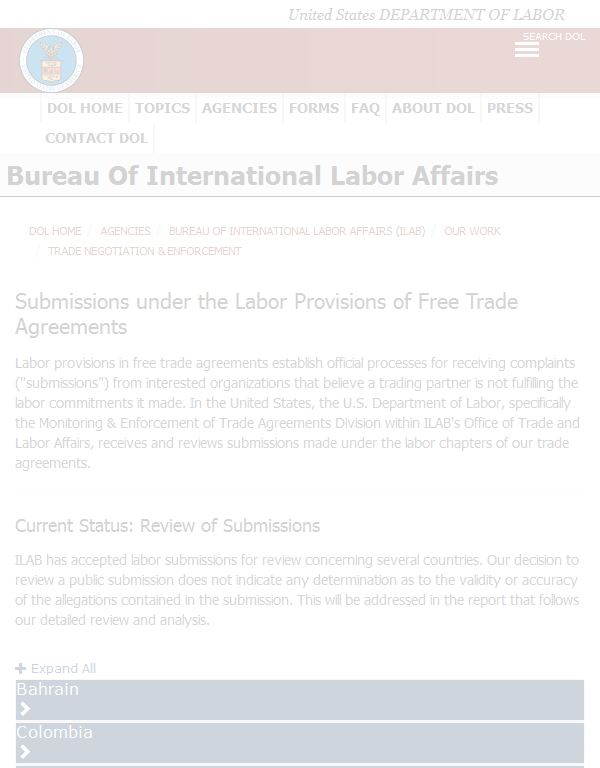 United States DEPARTMENT OF LABOR
SEARCH DOL
DOL HOME TOPICS AGENCIES FORMS FAQ ABOUT DOL PRESS
CONTACT DOL
Bureau Of International Labor Affairs
DOL HOME / AGENCIES / BUREAU OF INTERNATIONAL LABOR AFFAIRS (ILAB) / OUR WORK
/ TRADE NEGOTIATION & ENFORCEMENT
Submissions under the Labor Provisions of Free Trade
Agreements
Labor provisions in free trade agreements establish official processes for receiving complaints
("submissions") from interested organizations that believe a trading partner is not fulfilling the
labor commitments it made. In the United States, the U.S. Department of Labor, specifically
the Monitoring & Enforcement of Trade Agreements Division within ILAB's Office of Trade and
Labor Affairs, receives and reviews submissions made under the labor chapters of our trade
agreements.
Current Status: Review of Submissions
ILAB has accepted labor submissions for review concerning several countries. Our decision to
review a public submission does not indicate any determination as to the validity or accuracy
of the allegations contained in the submission. This will be addressed in the report that follows
our detailed review and analysis.
Expand All
Bahrain
Colombia